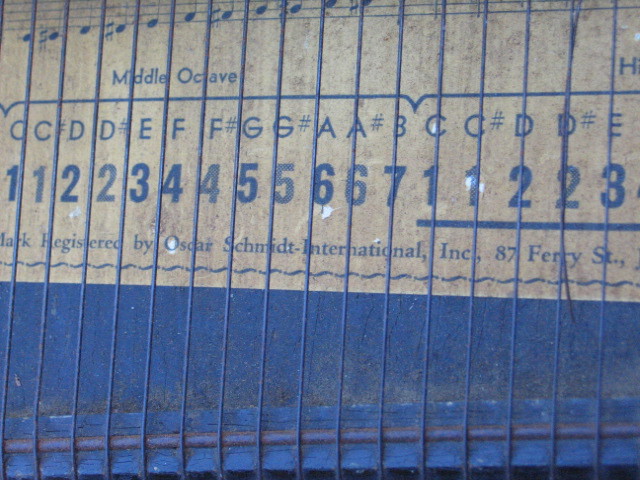 Middle Octave
C C# D D# E F F# G G# A A# B C C# D D# E
1 1 2 2 3 4 4 5 5 6 6 7 1 1 2 2 3
Mark Registered by Oscar Schmidt-International, Inc., 87 Ferry St.,